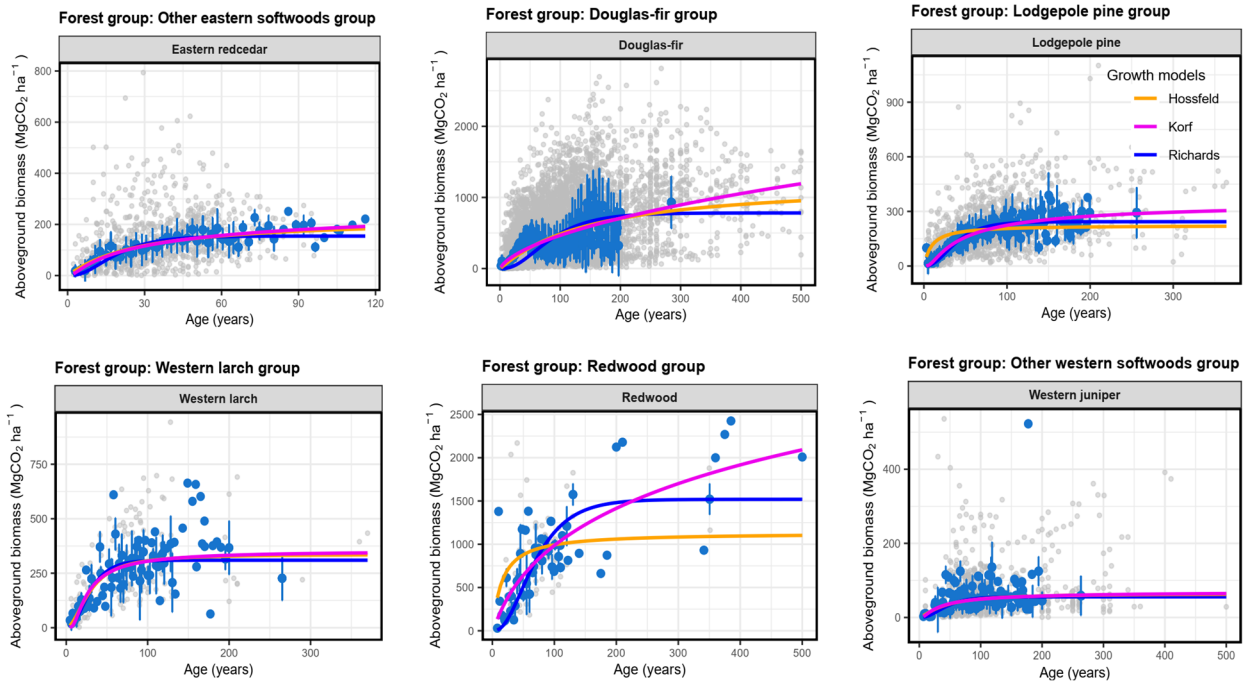 Forest group: Other eastern softwoods group
Eastern redcedar
Aboveground biomass (MgCO₂ ha⁻¹)
800
600
400
200
0
0 30 60 90 120
Age (years)
Forest group: Douglas-fir group
Douglas-fir
Aboveground biomass (MgCO₂ ha⁻¹)
2000
1000
0
0 100 200 300 400 500
Age (years)
Forest group: Lodgepole pine group
Lodgepole pine
Growth models
Hossfeld
Korf
Richards
Aboveground biomass (MgCO₂ ha⁻¹)
900
600
300
0
0 100 200 300
Age (years)
Forest group: Western larch group
Western larch
Aboveground biomass (MgCO₂ ha⁻¹)
750
500
250
0
0 100 200 300
Age (years)
Forest group: Redwood group
Redwood
Aboveground biomass (MgCO₂ ha⁻¹)
2500
2000
1500
1000
500
0
0 100 200 300 400 500
Age (years)
Forest group: Other western softwoods group
Western juniper
Aboveground biomass (MgCO₂ ha⁻¹)
400
200
0
0 100 200 300 400 500
Age (years)